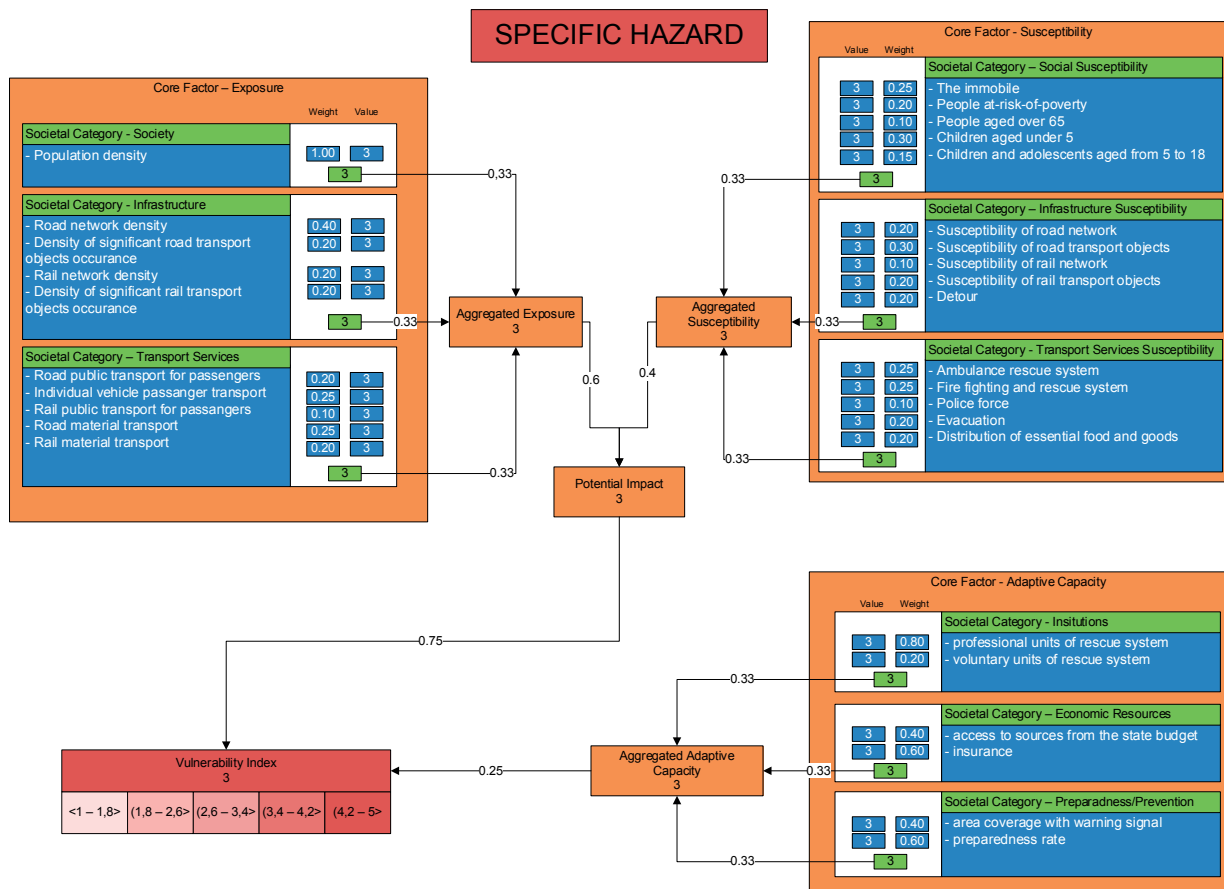 SPECIFIC HAZARD
Core Factor – Exposure
Weight Value
Societal Category - Society
- Population density
1.00 3
3
0,33
Societal Category - Infrastructure
- Road network density
0.40 3
- Density of significant road transport
objects occurance
0.20 3
- Rail network density
0.20 3
- Density of significant rail transport
objects occurance
0.20 3
3
0.33
Societal Category – Transport Services
- Road public transport for passengers
0.20 3
- Individual vehicle passenger transport
0.25 3
- Rail public transport for passangers
0.10 3
- Road material transport
0.25 3
- Rail material transport
0.20 3
3
0.33
Aggregated Exposure
3
0.6
Core Factor - Susceptibility
Value Weight
Societal Category – Social Susceptibility
3 0.25 - The immobile
3 0.20 - People at-risk-of-poverty
3 0.10 - People aged over 65
3 0.30 - Children aged under 5
3 0.15 - Children and adolescents aged from 5 to 18
3
0.33
Societal Category – Infrastructure Susceptibility
3 0.20 - Susceptibility of road network
3 0.30 - Susceptibility of road transport objects
3 0.10 - Susceptibility of rail network
3 0.20 - Susceptibility of rail transport objects
3 0.20 - Detour
3
0.33
Societal Category - Transport Services Susceptibility
3 0.25 - Ambulance rescue system
3 0.25 - Fire fighting and rescue system
3 0.10 - Police force
3 0.20 - Evacuation
3 0.20 - Distribution of essential food and goods
3
0.33
Aggregated
Susceptibility
3
0.4
Potential Impact
3
0.75
Core Factor - Adaptive Capacity
Value Weight
Societal Category - Insitutions
3 0.80 - professional units of rescue system
3 0.20 - voluntary units of rescue system
3
0.33
Societal Category – Economic Resources
3 0.40 - access to sources from the state budget
3 0.60 - insurance
3
0.33
Societal Category – Preparadness/Prevention
3 0.40 - area coverage with warning signal
3 0.60 - preparedness rate
3
0.33
Aggregated Adaptive
Capacity
3
0.25
Vulnerability Index
3
<1 – 1,8> (1,8 – 2,6> (2,6 – 3,4> (3,4 – 4,2> (4,2 – 5>